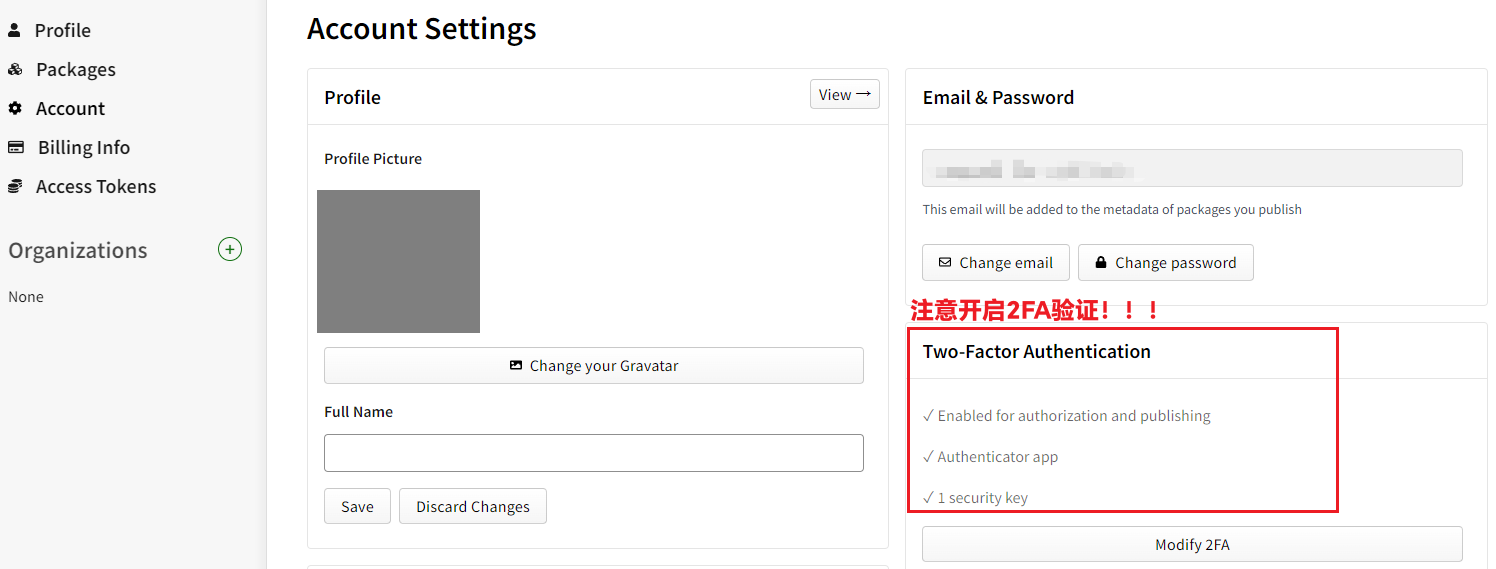 Profile
Packages
Account
Billing Info
Access Tokens
Organizations
None
Account Settings
Profile
View →
Profile Picture
Change your Gravatar
Full Name
Save
Discard Changes
Email & Password
This email will be added to the metadata of packages you publish
Change email
Change password
注意开启2FA验证！！！
Two-Factor Authentication
✓ Enabled for authorization and publishing
✓ Authenticator app
✓ 1 security key
Modify 2FA